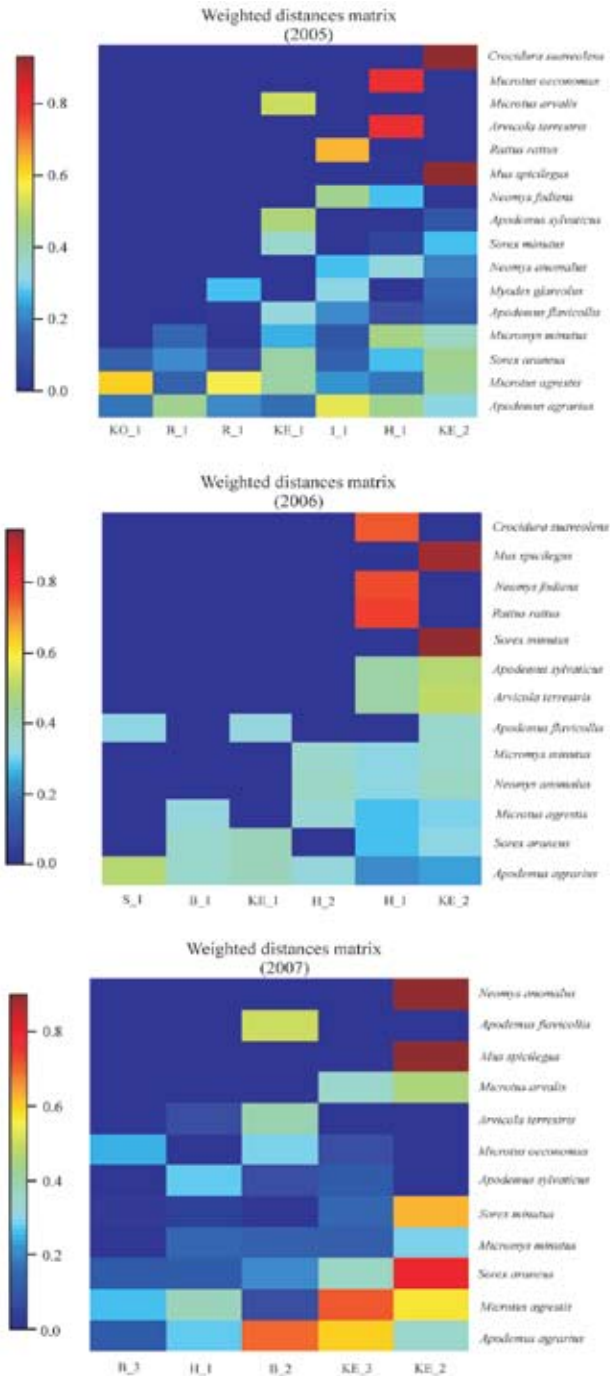 Weighted distances matrix
(2005)
0.8
0.6
0.4
0.2
0.0
Crocidura suaveolens
Microtus oeconomus
Microtus arvalis
Arvicola terrestris
Rattus rattus
Mus spicilegus
Neomys fodiens
Apodemus sylvaticus
Sorex minutus
Neomys anomalus
Myodes glareolus
Apodemus flavicollis
Micromys minutus
Sorex araneus
Microtus agrestis
Apodemus agrarius
KO_1 B_1 R_1 KE_1 I_1 H_1 KE_2
Weighted distances matrix
(2006)
0.8
0.6
0.4
0.2
0.0
Crocidura suaveolens
Mus spicilegus
Neomys fodiens
Rattus rattus
Sorex minutus
Apodemus sylvaticus
Arvicola terrestris
Apodemus flavicollis
Micromys minutus
Neomys anomalus
Microtus agrestis
Sorex araneus
Apodemus agrarius
S_1 B_1 KE_1 H_2 H_1 KE_2
Weighted distances matrix
(2007)
0.8
0.6
0.4
0.2
0.0
Neomys anomalus
Apodemus flavicollis
Mus spicilegus
Microtus arvalis
Arvicola terrestris
Microtus oeconomus
Apodemus sylvaticus
Sorex minutus
Micromys minutus
Sorex araneus
Microtus agrestis
Apodemus agrarius
B_3 H_1 B_2 KE_3 KE_2